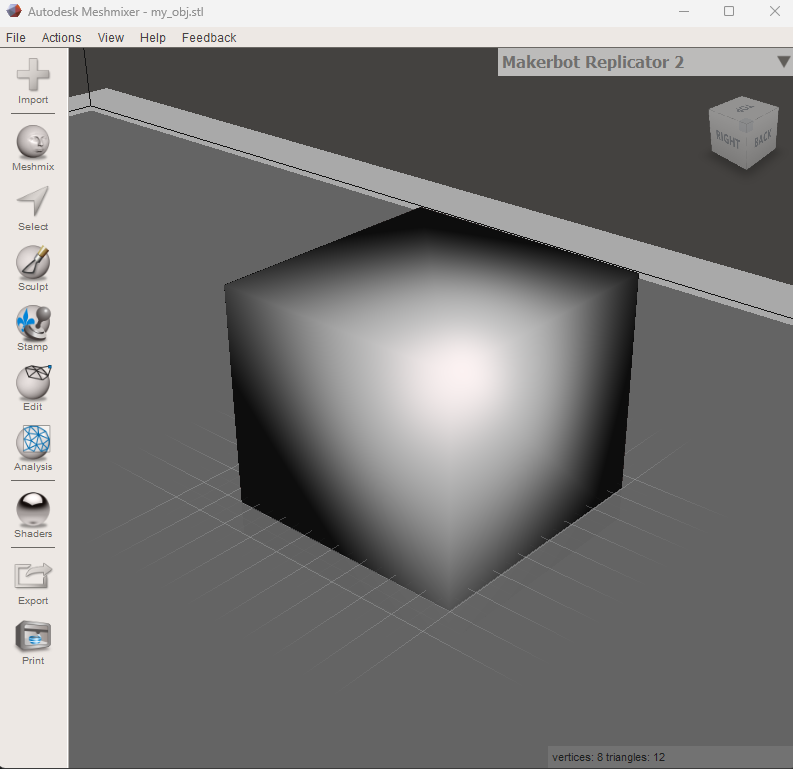 Autodesk Meshmixer - my_obj.stl
File Actions View Help Feedback
Makerbot Replicator 2
Import
TOP
RIGHT
BACK
Meshmix
Select
Sculpt
Stamp
Edit
Analysis
Shaders
Export
Print
vertices: 8 triangles: 12